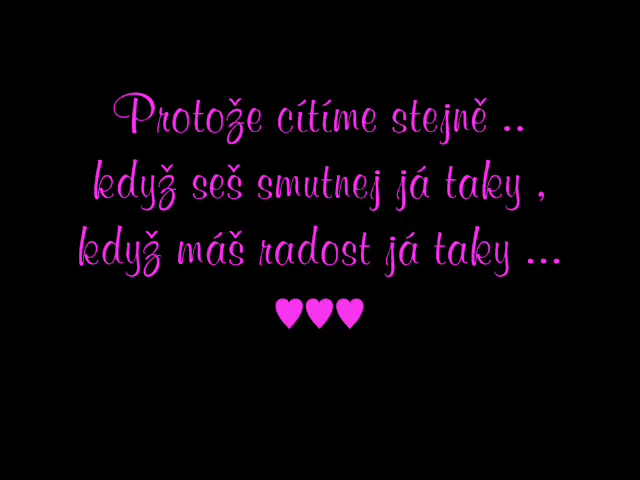 Protože cítíme stejně ..
když seš smutnej já taky ,
když máš radost já taky ...
♥♥♥